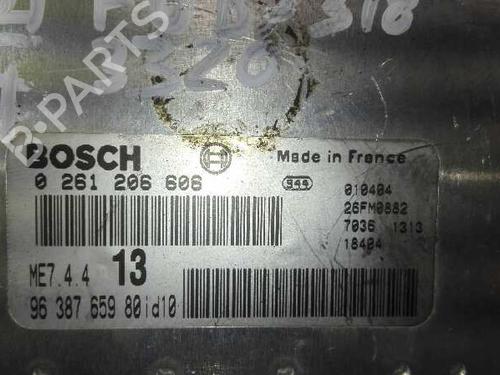 B-PARTS
BOSCH
Made in France
0 261 206 606
010404
26FM0882
7036 1313
18404
ME7.4.4 13
96 387 659 80id10